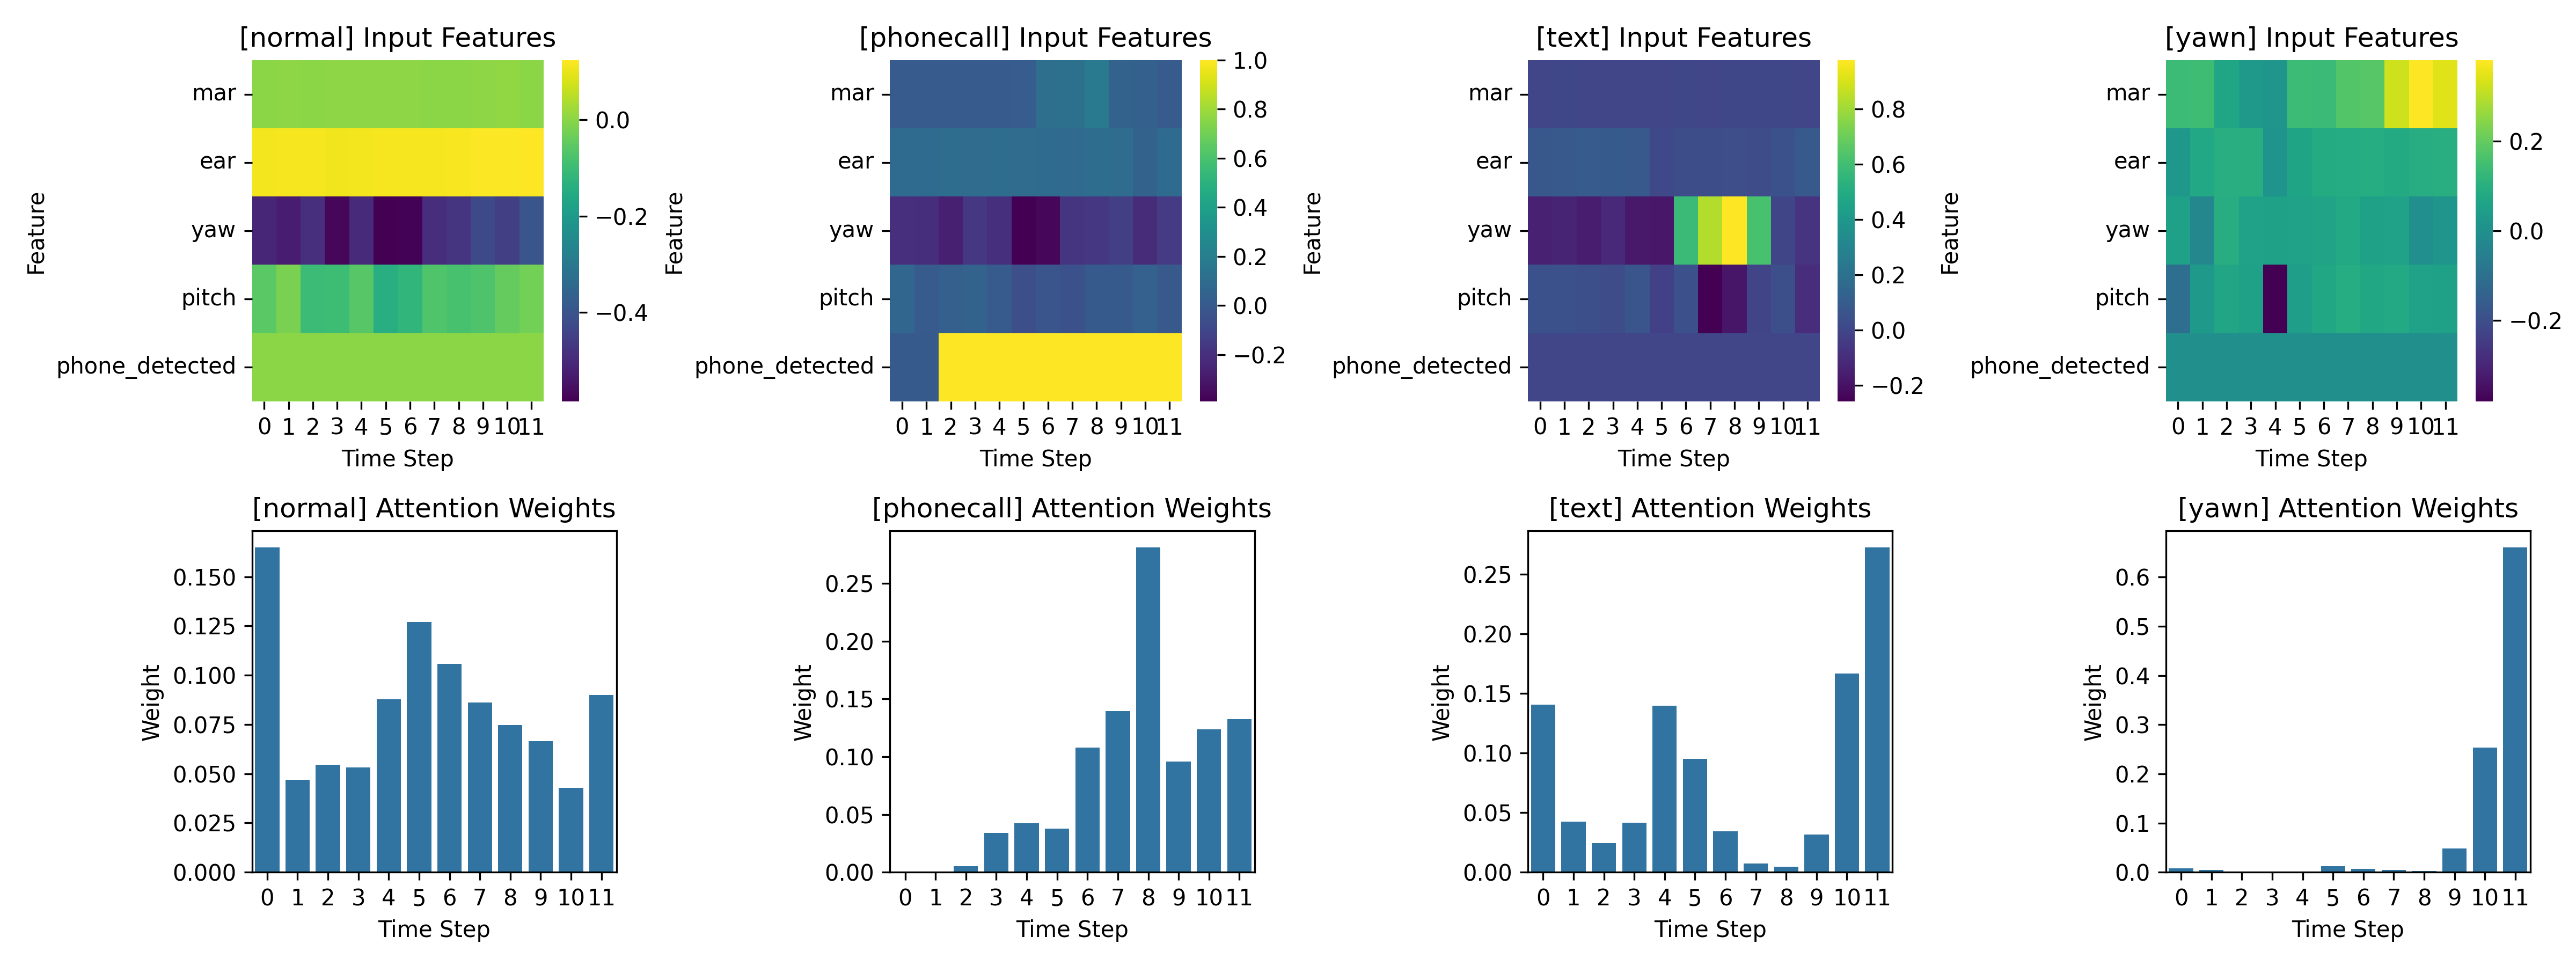 [normal] Input Features
mar
ear
yaw
pitch
phone_detected
Feature
0 1 2 3 4 5 6 7 8 9 10 11
Time Step
0.0
−0.2
−0.4
[phonecall] Input Features
mar
ear
yaw
pitch
phone_detected
Feature
0 1 2 3 4 5 6 7 8 9 10 11
Time Step
1.0
0.8
0.6
0.4
0.2
0.0
−0.2
[text] Input Features
mar
ear
yaw
pitch
phone_detected
Feature
0 1 2 3 4 5 6 7 8 9 10 11
Time Step
0.8
0.6
0.4
0.2
0.0
−0.2
[yawn] Input Features
mar
ear
yaw
pitch
phone_detected
Feature
0 1 2 3 4 5 6 7 8 9 10 11
Time Step
0.2
0.0
−0.2
[normal] Attention Weights
0.150
0.125
0.100
0.075
0.050
0.025
0.000
Weight
0 1 2 3 4 5 6 7 8 9 10 11
Time Step
[phonecall] Attention Weights
0.25
0.20
0.15
0.10
0.05
0.00
Weight
0 1 2 3 4 5 6 7 8 9 10 11
Time Step
[text] Attention Weights
0.25
0.20
0.15
0.10
0.05
0.00
Weight
0 1 2 3 4 5 6 7 8 9 10 11
Time Step
[yawn] Attention Weights
0.6
0.5
0.4
0.3
0.2
0.1
0.0
Weight
0 1 2 3 4 5 6 7 8 9 10 11
Time Step